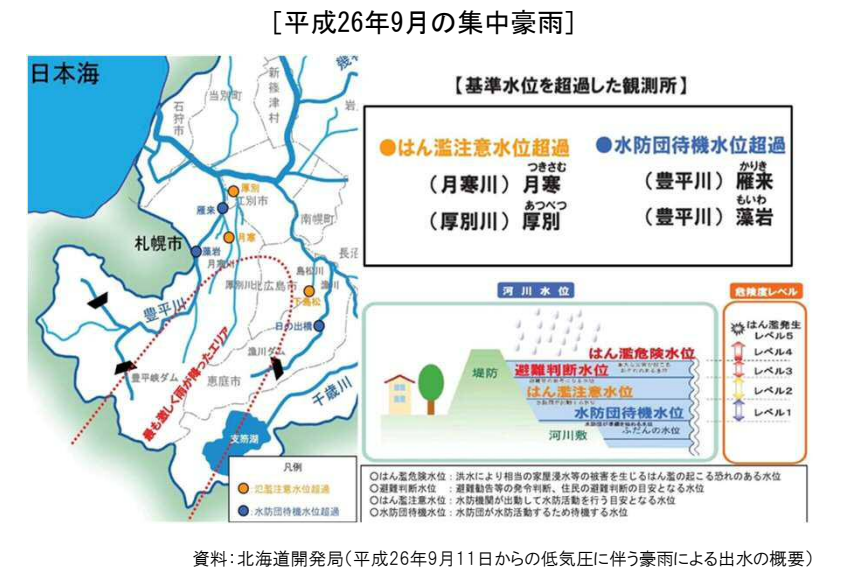 [平成26年9月の集中豪雨]
日本海
石狩市
当別町
新篠津村
幾
岩
厚別
江別市
雁来
南幌町
月寒
札幌市
藻岩
月寒川
長沼
島松川
厚別川
北広島市
漁川
下島松
豊平川
日の出橋
漁川ダム
豊平峡ダム
恵庭市
千歳川
最も激しく雨が降ったエリア
支笏湖
凡例
:氾濫注意水位超過
:水防団待機水位超過
【基準水位を超過した観測所】
●はん濫注意水位超過
つきさむ
(月寒川)月寒
あつべつ
(厚別川)厚別
●水防団待機水位超過
かりき
(豊平川)雁来
もいわ
(豊平川)藻岩
河川水位
危険度レベル
はん濫危険水位
避難判断水位
はん濫注意水位
水防団待機水位
ふだんの水位
堤防
河川敷
はん濫発生
レベル5
レベル4
レベル3
レベル2
レベル1
○はん濫危険水位:洪水により相当の家屋浸水等の被害を生じるはん濫の起こる恐れのある水位
○避難判断水位 :避難勧告等の発令判断、住民の避難判断の目安となる水位
○はん濫注意水位:水防機関が出動して水防活動を行う目安となる水位
○水防団待機水位:水防団が水防活動するため待機する水位
資料:北海道開発局(平成26年9月11日からの低気圧に伴う豪雨による出水の概要)